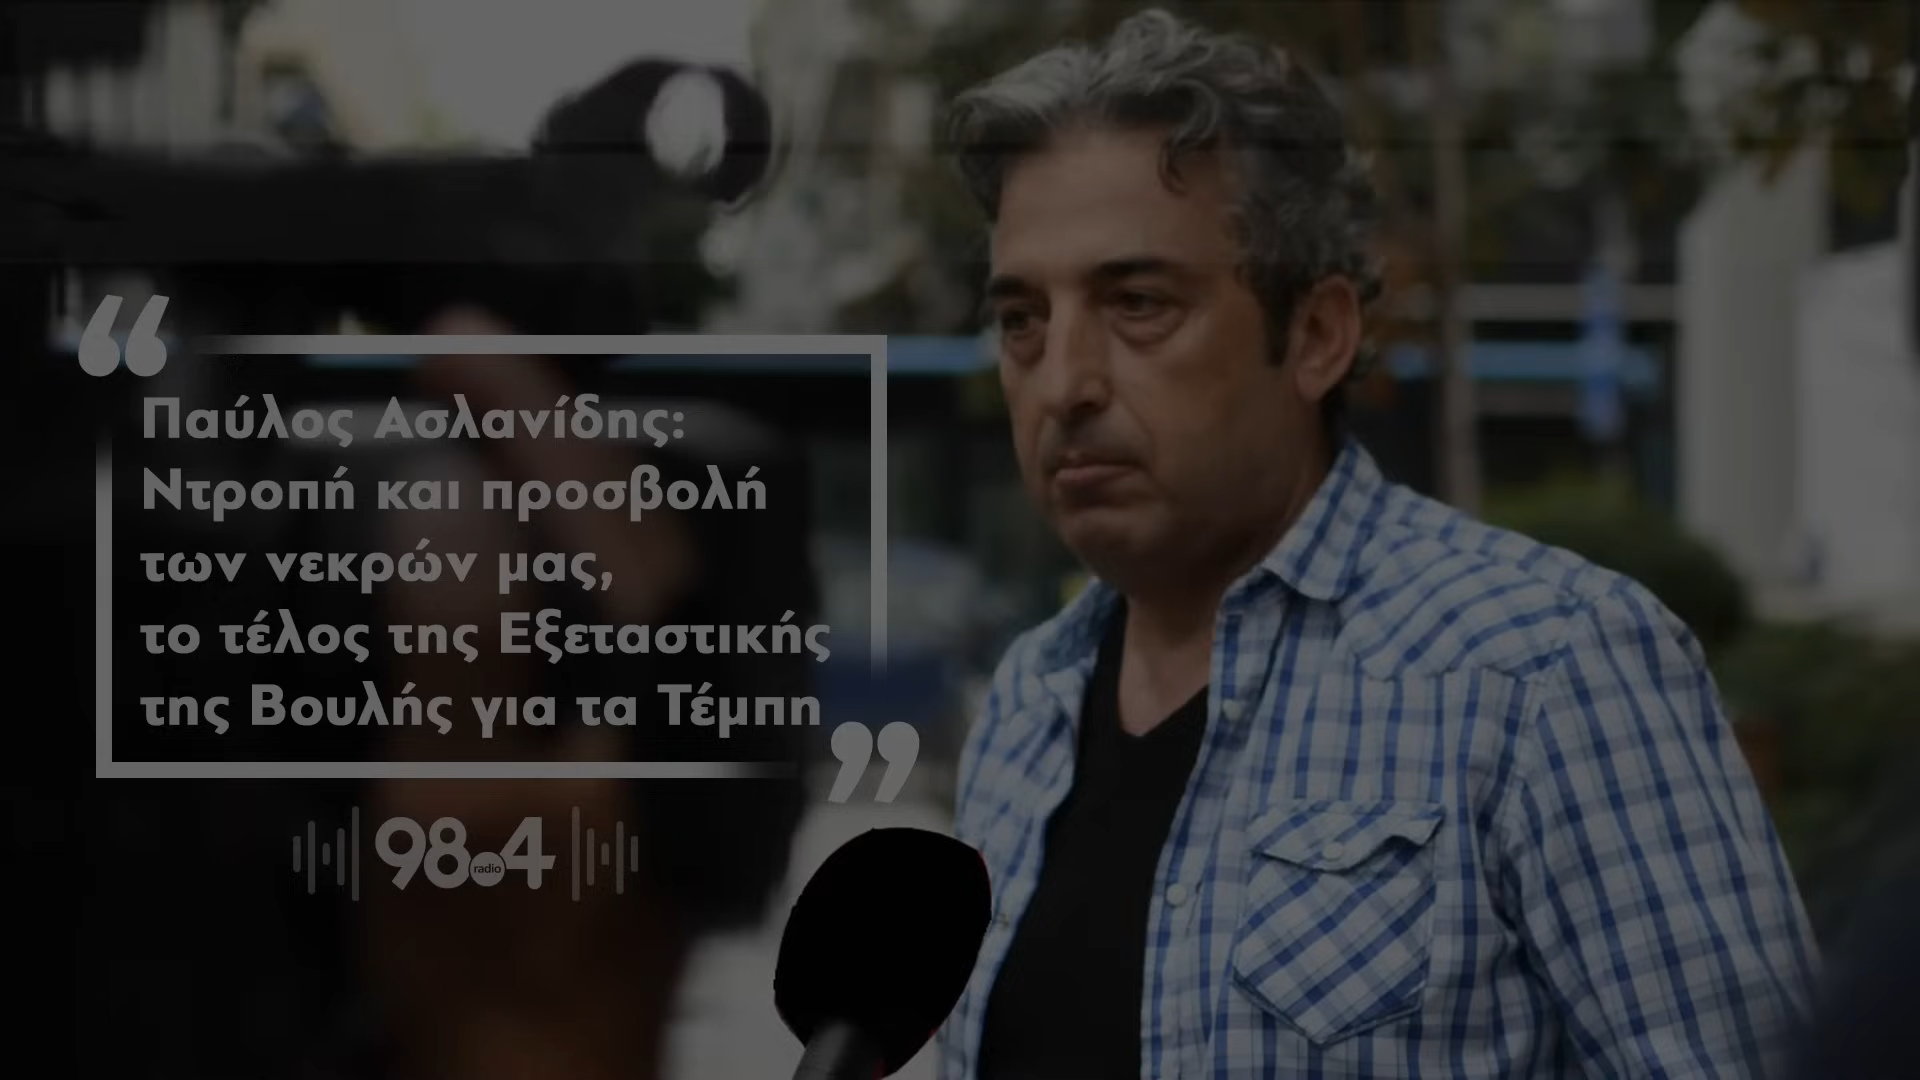 Παύλος Ασλανίδης:
Ντροπή και προσβολή
των νεκρών μας,
το τέλος της Εξεταστικής
της Βουλής για τα Τέμπη
98.4
radio